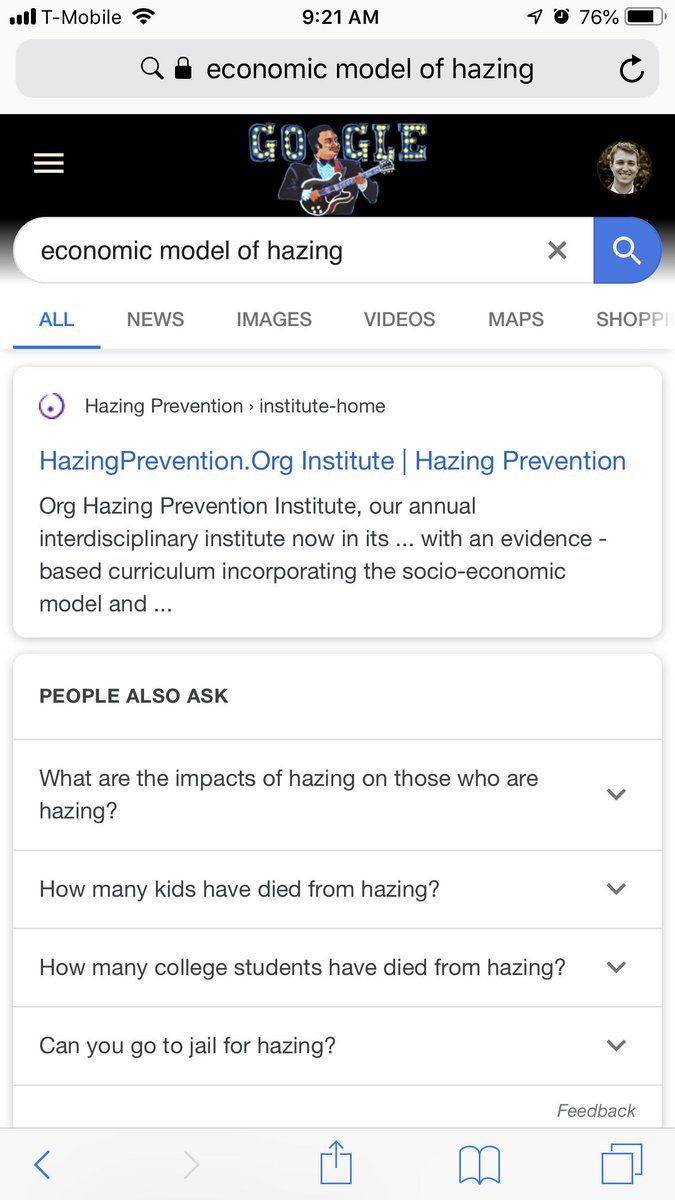 T-Mobile 9:21 AM 76%
economic model of hazing
GOOGLE
economic model of hazing
ALL NEWS IMAGES VIDEOS MAPS SHOPPI
Hazing Prevention › institute-home
HazingPrevention.Org Institute | Hazing Prevention
Org Hazing Prevention Institute, our annual
interdisciplinary institute now in its ... with an evidence -
based curriculum incorporating the socio-economic
model and ...
PEOPLE ALSO ASK
What are the impacts of hazing on those who are
hazing?
How many kids have died from hazing?
How many college students have died from hazing?
Can you go to jail for hazing?
Feedback